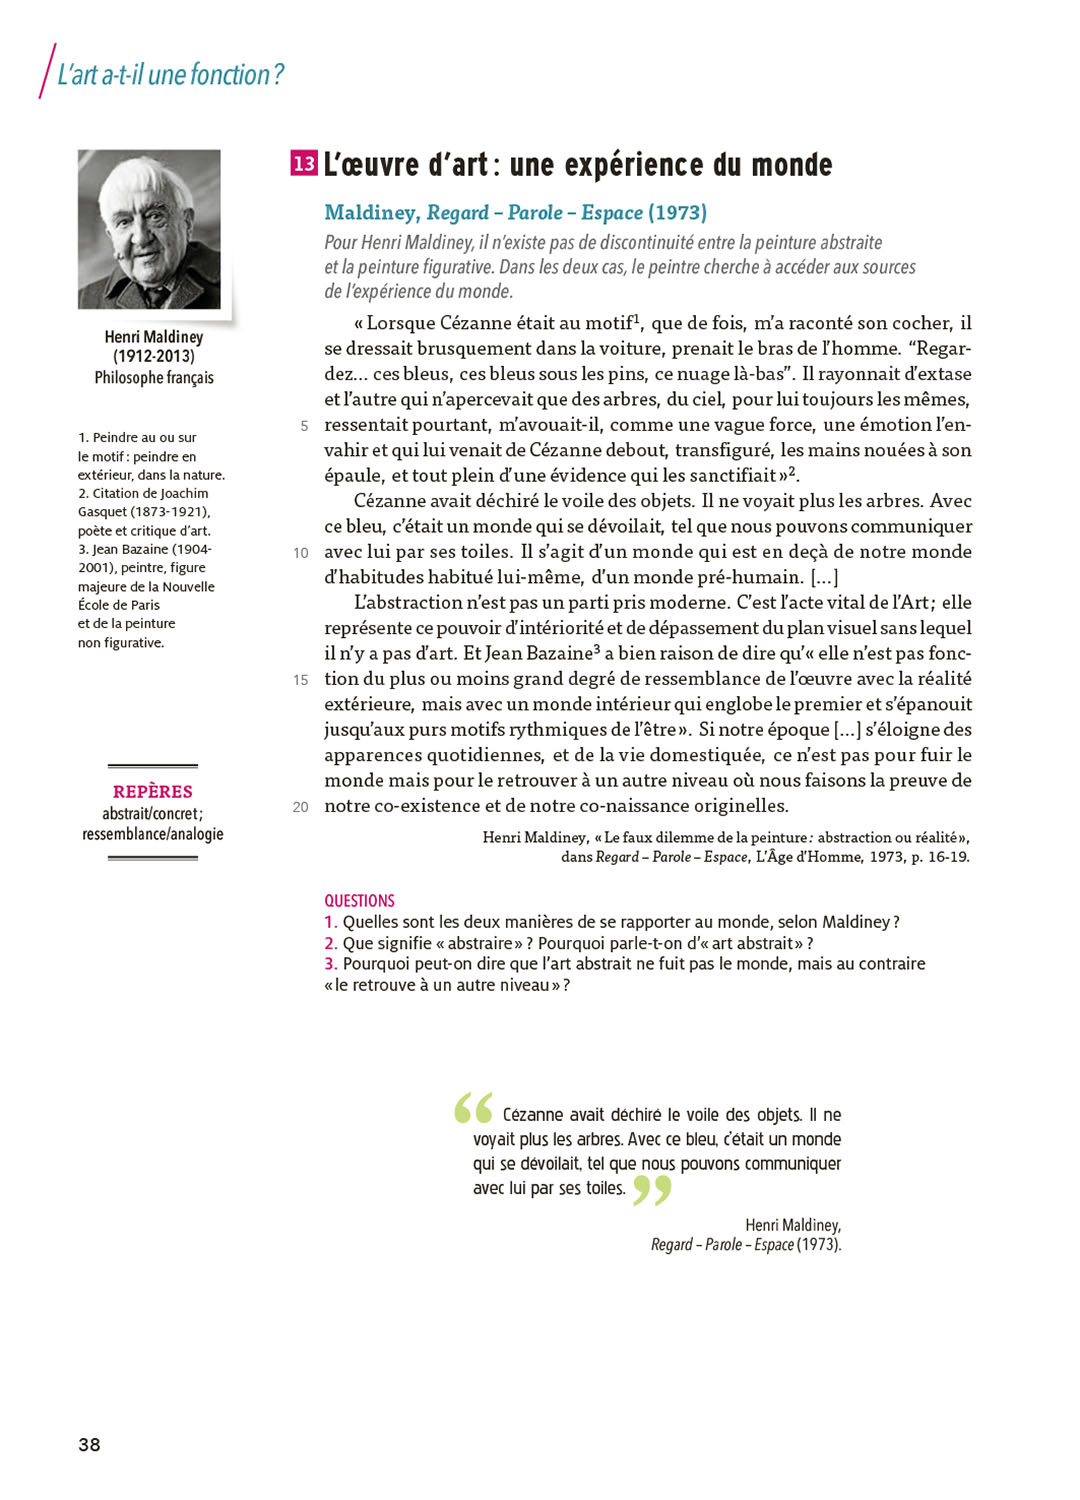 L'art a-t-il une fonction ?
13 L'œuvre d'art : une expérience du monde
Maldiney, Regard – Parole – Espace (1973)
Pour Henri Maldiney, il n'existe pas de discontinuité entre la peinture abstraite
et la peinture figurative. Dans les deux cas, le peintre cherche à accéder aux sources
de l'expérience du monde.
Henri Maldiney
(1912-2013)
Philosophe français
« Lorsque Cézanne était au motif¹, que de fois, m'a raconté son cocher, il
se dressait brusquement dans la voiture, prenait le bras de l'homme. “Regar-
dez… ces bleus, ces bleus sous les pins, ce nuage là-bas”. Il rayonnait d'extase
et l'autre qui n'apercevait que des arbres, du ciel, pour lui toujours les mêmes,
5 ressentait pourtant, m'avouait-il, comme une vague force, une émotion l'en-
vahir et qui lui venait de Cézanne debout, transfiguré, les mains nouées à son
épaule, et tout plein d'une évidence qui les sanctifiait »².
Cézanne avait déchiré le voile des objets. Il ne voyait plus les arbres. Avec
ce bleu, c'était un monde qui se dévoilait, tel que nous pouvons communiquer
10 avec lui par ses toiles. Il s'agit d'un monde qui est en deçà de notre monde
d'habitudes habitué lui-même, d'un monde pré-humain. […]
L'abstraction n'est pas un parti pris moderne. C'est l'acte vital de l'Art ; elle
représente ce pouvoir d'intériorité et de dépassement du plan visuel sans lequel
il n'y a pas d'art. Et Jean Bazaine³ a bien raison de dire qu'« elle n'est pas fonc-
15 tion du plus ou moins grand degré de ressemblance de l'œuvre avec la réalité
extérieure, mais avec un monde intérieur qui englobe le premier et s'épanouit
jusqu'aux purs motifs rythmiques de l'être ». Si notre époque […] s'éloigne des
apparences quotidiennes, et de la vie domestiquée, ce n'est pas pour fuir le
monde mais pour le retrouver à un autre niveau où nous faisons la preuve de
20 notre co-existence et de notre co-naissance originelles.
Henri Maldiney, « Le faux dilemme de la peinture : abstraction ou réalité »,
dans Regard – Parole – Espace, L'Âge d'Homme, 1973, p. 16-19.
1. Peindre au ou sur
le motif : peindre en
extérieur, dans la nature.
2. Citation de Joachim
Gasquet (1873-1921),
poète et critique d'art.
3. Jean Bazaine (1904-
2001), peintre, figure
majeure de la Nouvelle
École de Paris
et de la peinture
non figurative.
REPÈRES
abstrait/concret ;
ressemblance/analogie
QUESTIONS
1. Quelles sont les deux manières de se rapporter au monde, selon Maldiney ?
2. Que signifie « abstraire » ? Pourquoi parle-t-on d'« art abstrait » ?
3. Pourquoi peut-on dire que l'art abstrait ne fuit pas le monde, mais au contraire
« le retrouve à un autre niveau » ?
“ Cézanne avait déchiré le voile des objets. Il ne
voyait plus les arbres. Avec ce bleu, c'était un monde
qui se dévoilait, tel que nous pouvons communiquer
avec lui par ses toiles. ”
Henri Maldiney,
Regard – Parole – Espace (1973).
38